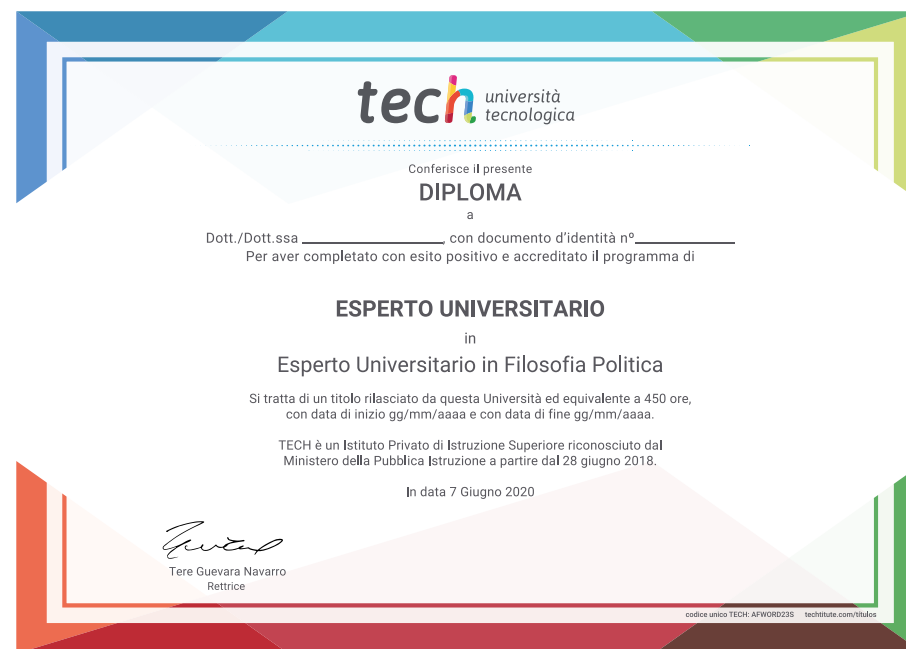 tech università
tecnologica
Conferisce il presente
DIPLOMA
a
Dott./Dott.ssa ____________________, con documento d'identità nº______________
Per aver completato con esito positivo e accreditato il programma di
ESPERTO UNIVERSITARIO
in
Esperto Universitario in Filosofia Politica
Si tratta di un titolo rilasciato da questa Università ed equivalente a 450 ore,
con data di inizio gg/mm/aaaa e con data di fine gg/mm/aaaa.
TECH è un Istituto Privato di Istruzione Superiore riconosciuto dal
Ministero della Pubblica Istruzione a partire dal 28 giugno 2018.
In data 7 Giugno 2020
Tere Guevara Navarro
Rettrice
codice unico TECH: AFWORD23S techtitute.com/titulos